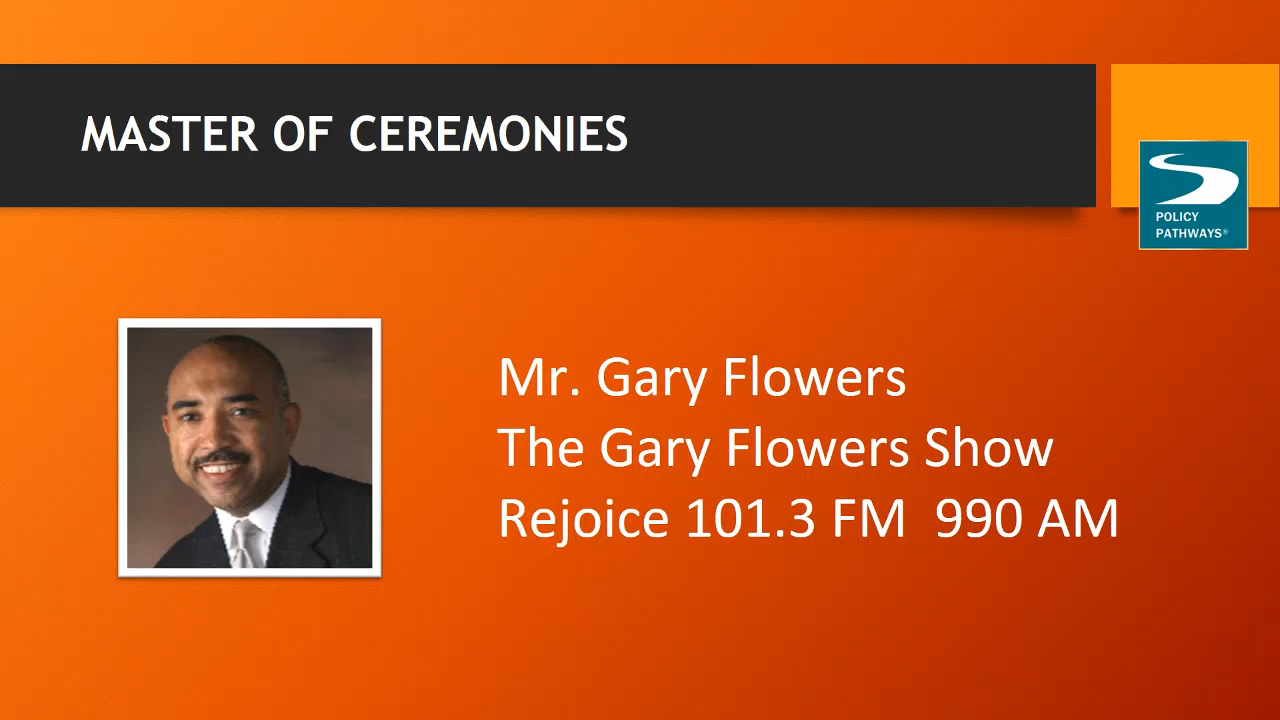 MASTER OF CEREMONIES
POLICY
PATHWAYS®
Mr. Gary Flowers
The Gary Flowers Show
Rejoice 101.3 FM  990 AM